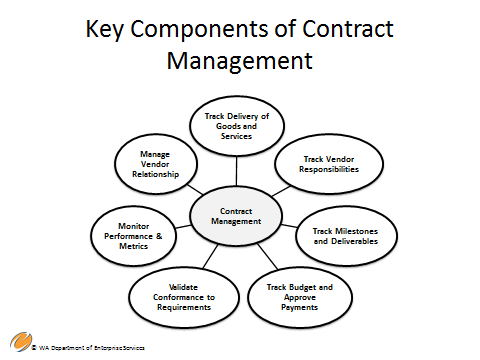 Key Components of Contract
Management
Track Delivery of
Goods and
Services
Track Vendor
Responsibilities
Track Milestones
and Deliverables
Track Budget and
Approve
Payments
Validate
Conformance to
Requirements
Monitor
Performance &
Metrics
Manage
Vendor
Relationship
Contract
Management
© WA Department of Enterprise Services